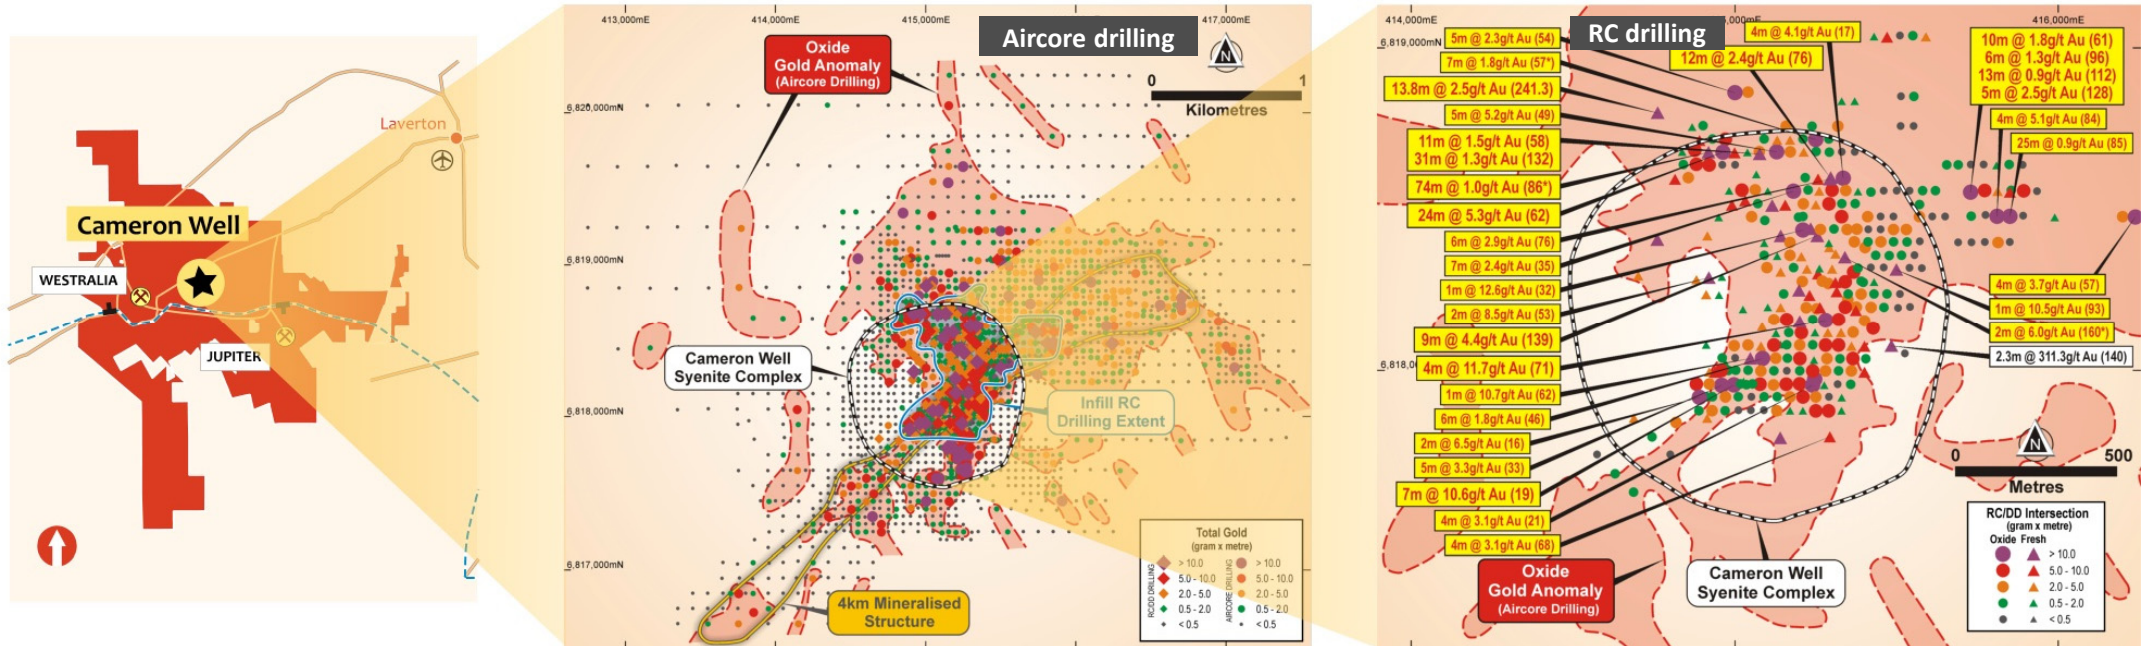 Laverton
Cameron Well
WESTRALIA
JUPITER
413,000mE
414,000mE
415,000mE
417,000mE
Aircore drilling
Oxide
Gold Anomaly
(Aircore Drilling)
N
0 1
Kilometres
6,820,000mN
6,819,000mN
6,818,000mN
6,817,000mN
Cameron Well
Syenite Complex
Infill RC
Drilling Extent
4km Mineralised
Structure
Total Gold
(gram x metre)
RC/DD DRILLING
AIRCORE DRILLING
> 10.0 > 10.0
5.0 - 10.0 5.0 - 10.0
2.0 - 5.0 2.0 - 5.0
0.5 - 2.0 0.5 - 2.0
< 0.5 < 0.5
414,000mE
416,000mE
RC drilling
6,819,000mN
5m @ 2.3g/t Au (54)
7m @ 1.8g/t Au (57*)
13.8m @ 2.5g/t Au (241.3)
5m @ 5.2g/t Au (49)
11m @ 1.5g/t Au (58)
31m @ 1.3g/t Au (132)
74m @ 1.0g/t Au (86*)
24m @ 5.3g/t Au (62)
6m @ 2.9g/t Au (76)
7m @ 2.4g/t Au (35)
1m @ 12.6g/t Au (32)
2m @ 8.5g/t Au (53)
9m @ 4.4g/t Au (139)
4m @ 11.7g/t Au (71)
1m @ 10.7g/t Au (62)
6m @ 1.8g/t Au (46)
2m @ 6.5g/t Au (16)
5m @ 3.3g/t Au (33)
7m @ 10.6g/t Au (19)
4m @ 3.1g/t Au (21)
4m @ 3.1g/t Au (68)
4m @ 4.1g/t Au (17)
12m @ 2.4g/t Au (76)
10m @ 1.8g/t Au (61)
6m @ 1.3g/t Au (96)
13m @ 0.9g/t Au (112)
5m @ 2.5g/t Au (128)
4m @ 5.1g/t Au (84)
25m @ 0.9g/t Au (85)
4m @ 3.7g/t Au (57)
1m @ 10.5g/t Au (93)
2m @ 6.0g/t Au (160*)
2.3m @ 311.3g/t Au (140)
N
0 500
Metres
Oxide
Gold Anomaly
(Aircore Drilling)
Cameron Well
Syenite Complex
RC/DD Intersection
(gram x metre)
Oxide Fresh
> 10.0
5.0 - 10.0
2.0 - 5.0
0.5 - 2.0
< 0.5